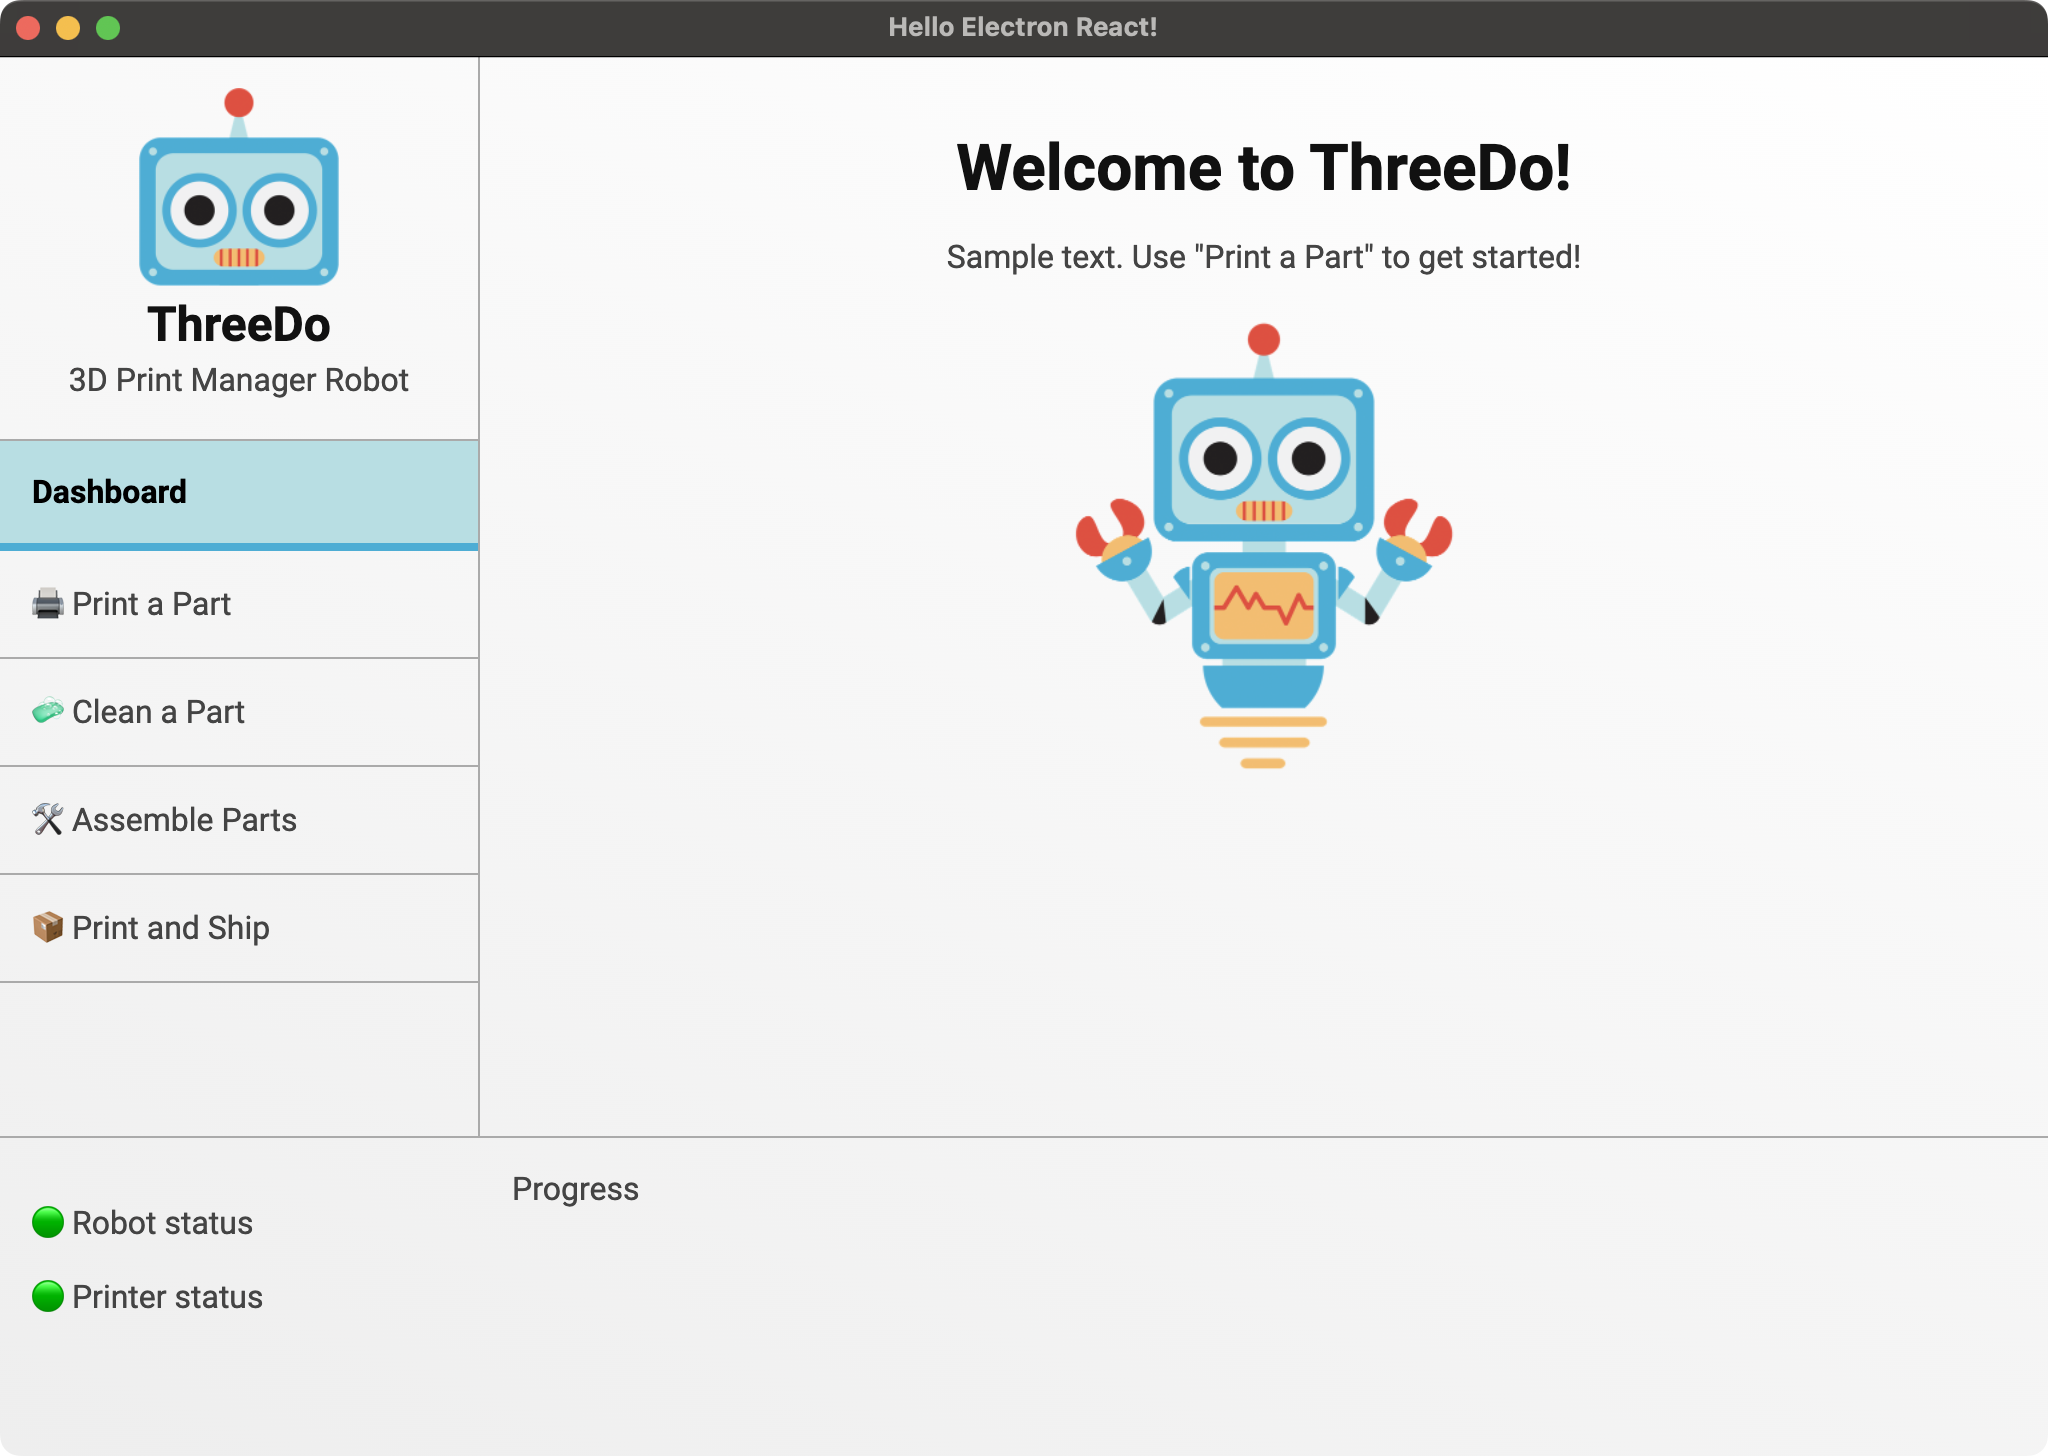 Hello Electron React!
ThreeDo
3D Print Manager Robot
Dashboard
Print a Part
Clean a Part
Assemble Parts
Print and Ship
Welcome to ThreeDo!
Sample text. Use "Print a Part" to get started!
Robot status
Printer status
Progress